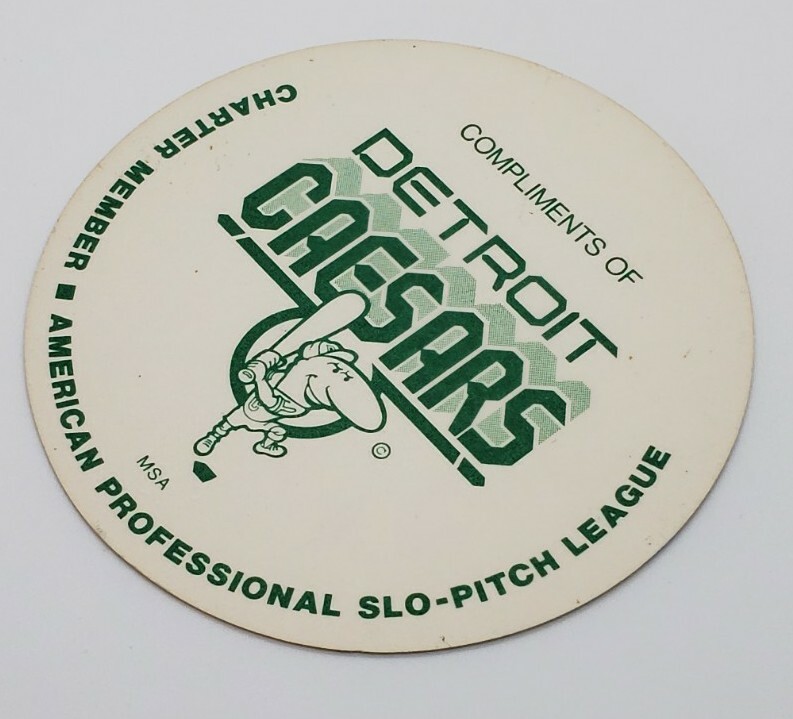 COMPLIMENTS OF
DETROIT
CAESARS
©
MSA
CHARTER MEMBER ■ AMERICAN PROFESSIONAL SLO-PITCH LEAGUE